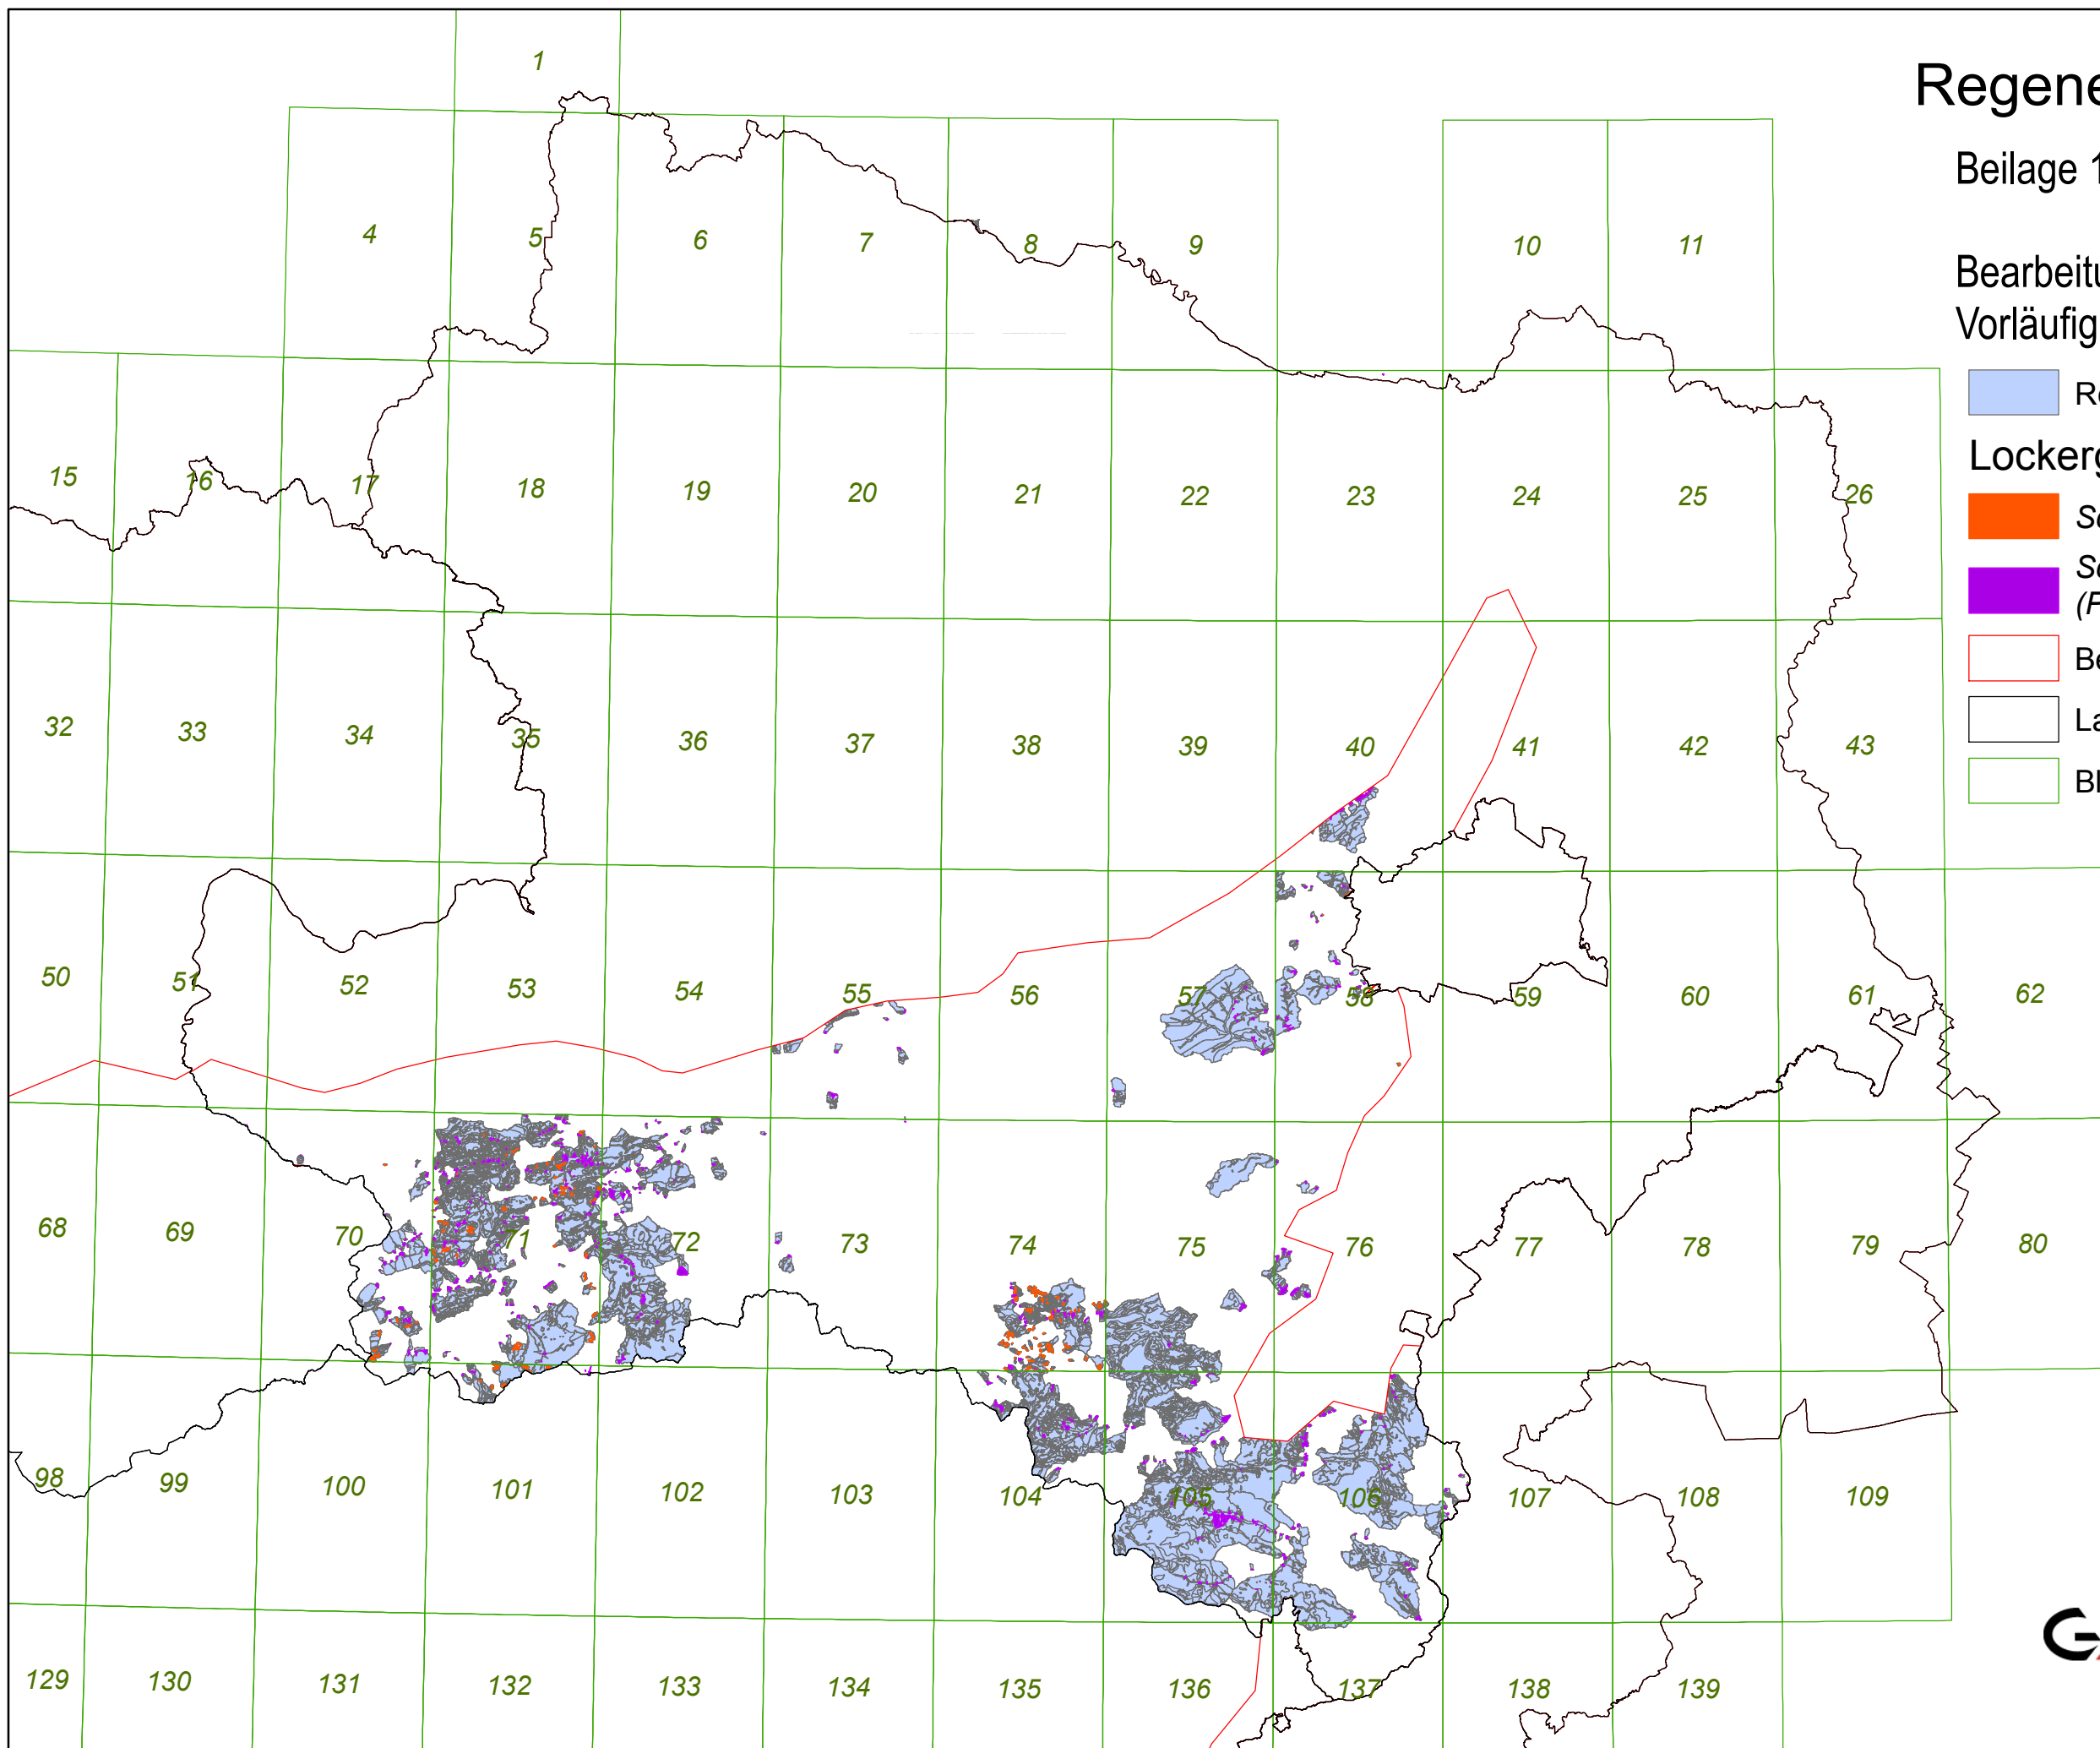 1
Regene
Beilage 1
4 5 6 7 8 9 10 11
Bearbeitu
Vorläufig
Re
Lockerg
15 16 17 18 19 20 21 22 23 24 25 26
(F
Be
32 33 34 35 36 37 38 39 40 41 42 43
La
Bl
50 51 52 53 54 55 56 57 58 59 60 61 62
68 69 70 71 72 73 74 75 76 77 78 79 80
98 99 100 101 102 103 104 105 106 107 108 109
129 130 131 132 133 134 135 136 137 138 139
G